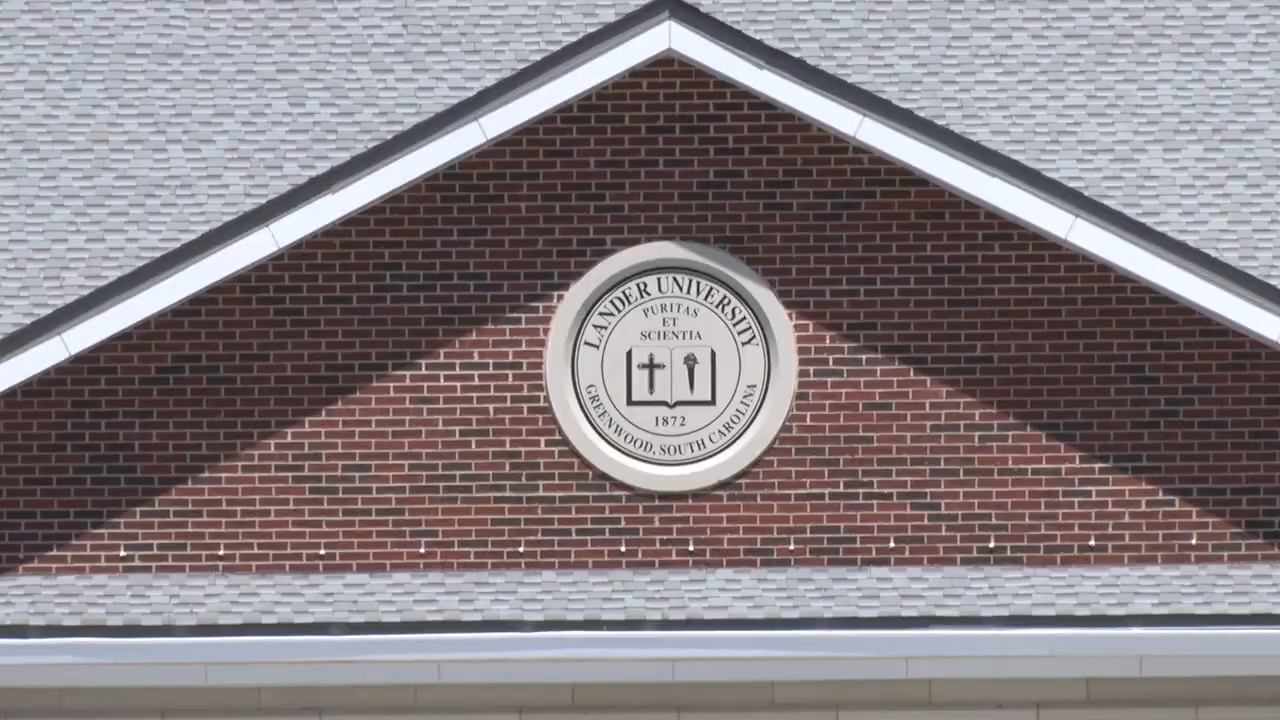 LANDER UNIVERSITY
PURITAS
ET
SCIENTIA
1872
GREENWOOD, SOUTH CAROLINA